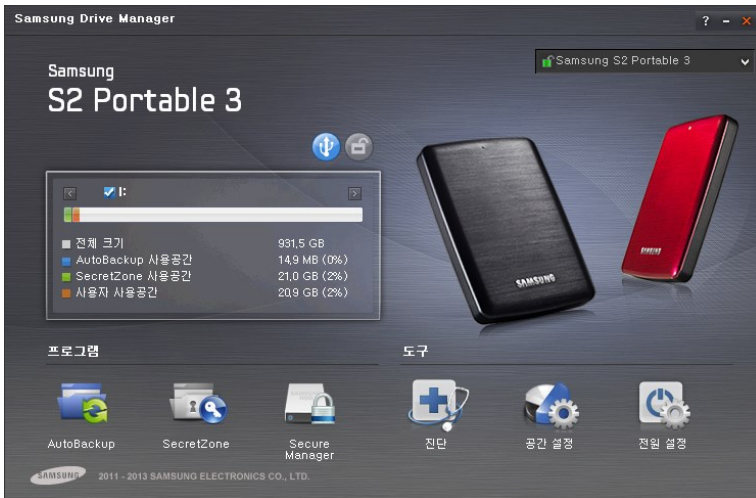 Samsung Drive Manager
? - ×
Samsung S2 Portable 3
Samsung
S2 Portable 3
I:
전체 크기 931,5 GB
AutoBackup 사용공간 14,9 MB (0%)
SecretZone 사용공간 21,0 GB (2%)
사용자 사용공간 20,9 GB (2%)
SAMSUNG
SAMSUNG
프로그램 도구
AutoBackup SecretZone Secure Manager 진단 공간 설정 전원 설정
SAMSUNG 2011 - 2013 SAMSUNG ELECTRONICS CO., LTD.